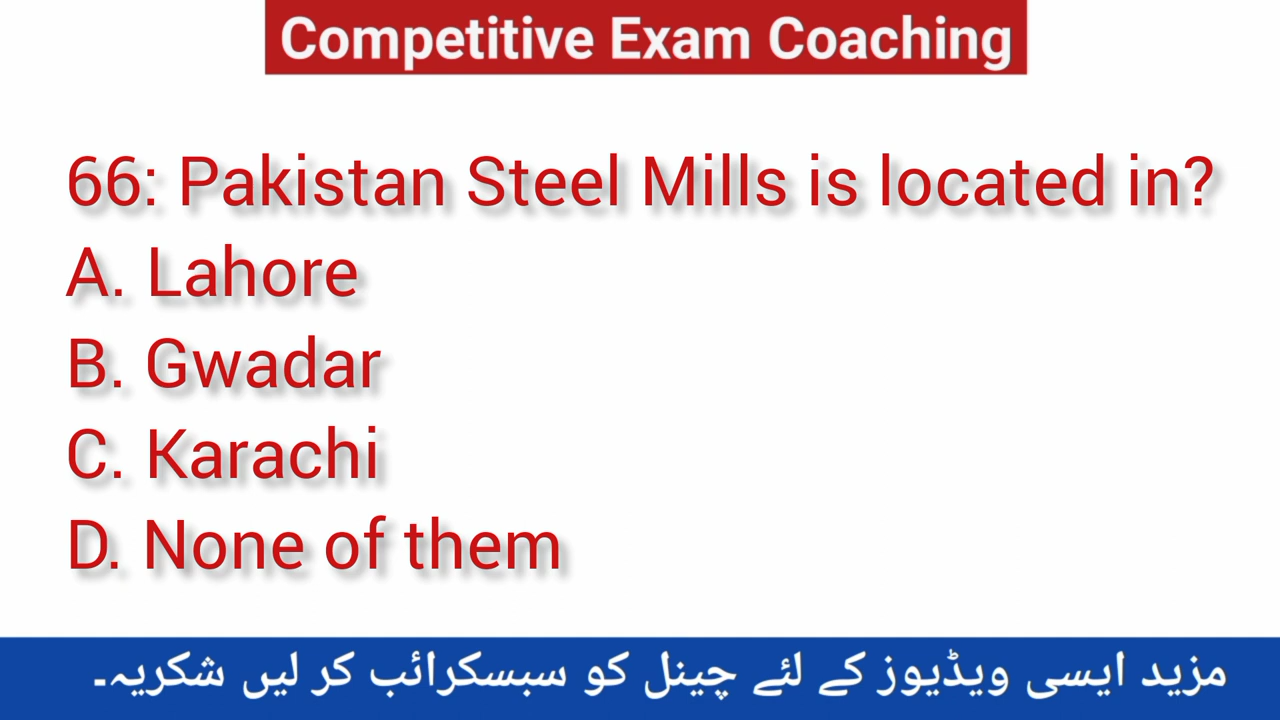 Competitive Exam Coaching
66: Pakistan Steel Mills is located in?
A. Lahore
B. Gwadar
C. Karachi
D. None of them
مزید ایسی ویڈیوز کے لئے چینل کو سبسکرائب کر لیں شکریہ۔